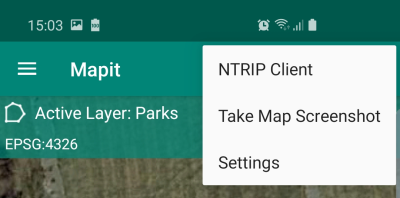 15:03
Mapit
NTRIP Client
Active Layer: Parks
Take Map Screenshot
EPSG:4326
Settings